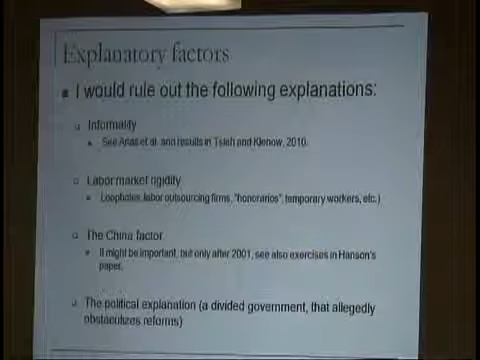 Explanatory factors
I would rule out the following explanations:
Informality
See Arias et al. and results in Tsieh and Klenow, 2010.
Labor market rigidity
Loopholes, labor outsourcing firms, "honorarios", temporary workers, etc.)
The China factor
It might be important, but only after 2001, see also exercises in Hanson's
paper.
The political explanation (a divided government, that allegedly
obstaculizes reforms)